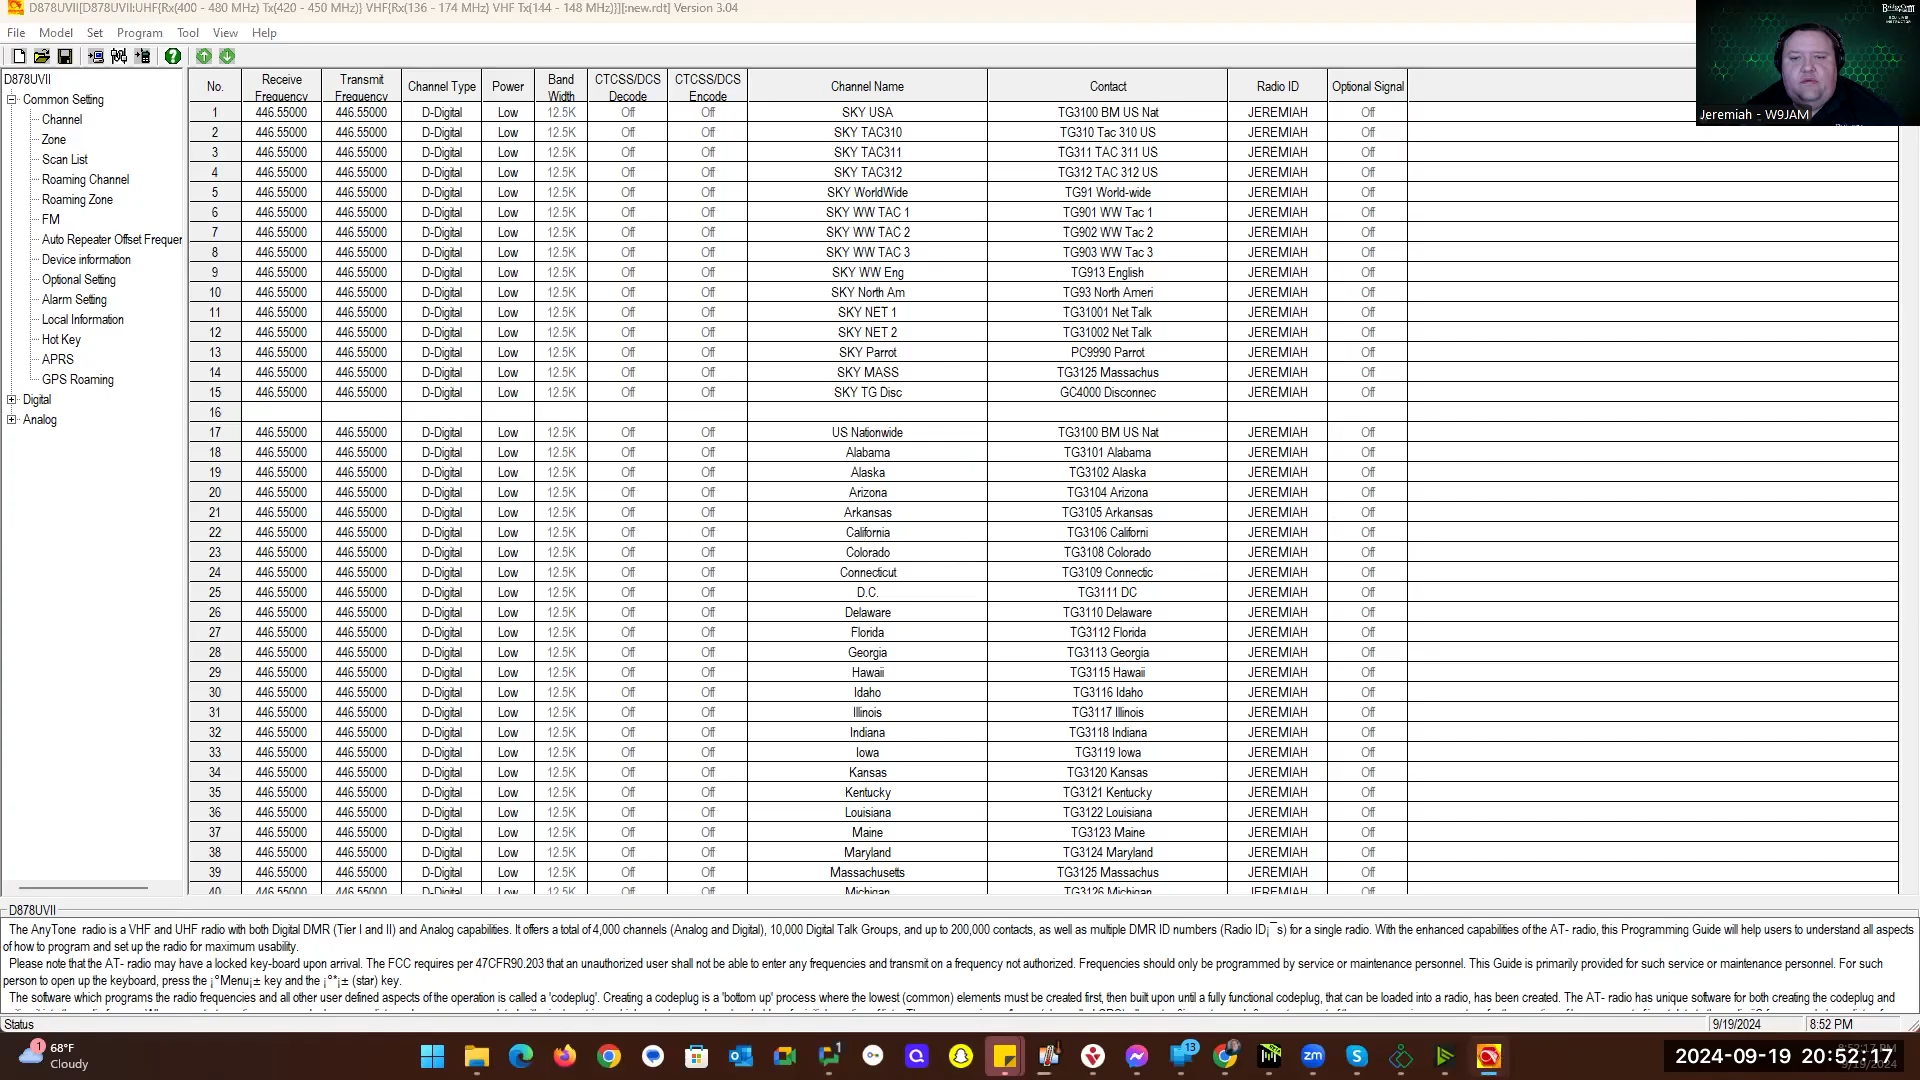 D878UVII[D878UVII:UHF{Rx(400 - 480 MHz) Tx(420 - 450 MHz)} VHF{Rx(136 - 174 MHz) VHF Tx(144 - 148 MHz)}][:new.rdt] Version 3.04
File Model Set Program Tool View Help
D878UVII
Common Setting
Channel
Zone
Scan List
Roaming Channel
Roaming Zone
FM
Auto Repeater Offset Frequer
Device information
Optional Setting
Alarm Setting
Local Information
Hot Key
APRS
GPS Roaming
Digital
Analog
No. Receive Frequency Transmit Frequency Channel Type Power Band Width CTCSS/DCS Decode CTCSS/DCS Encode Channel Name Contact Radio ID Optional Signal
1 446.55000 446.55000 D-Digital Low 12.5K Off Off SKY USA TG3100 BM US Nat JEREMIAH Off
2 446.55000 446.55000 D-Digital Low 12.5K Off Off SKY TAC310 TG310 Tac 310 US JEREMIAH Off
3 446.55000 446.55000 D-Digital Low 12.5K Off Off SKY TAC311 TG311 TAC 311 US JEREMIAH Off
4 446.55000 446.55000 D-Digital Low 12.5K Off Off SKY TAC312 TG312 TAC 312 US JEREMIAH Off
5 446.55000 446.55000 D-Digital Low 12.5K Off Off SKY WorldWide TG91 World-wide JEREMIAH Off
6 446.55000 446.55000 D-Digital Low 12.5K Off Off SKY WW TAC 1 TG901 WW Tac 1 JEREMIAH Off
7 446.55000 446.55000 D-Digital Low 12.5K Off Off SKY WW TAC 2 TG902 WW Tac 2 JEREMIAH Off
8 446.55000 446.55000 D-Digital Low 12.5K Off Off SKY WW TAC 3 TG903 WW Tac 3 JEREMIAH Off
9 446.55000 446.55000 D-Digital Low 12.5K Off Off SKY WW Eng TG913 English JEREMIAH Off
10 446.55000 446.55000 D-Digital Low 12.5K Off Off SKY North Am TG93 North Ameri JEREMIAH Off
11 446.55000 446.55000 D-Digital Low 12.5K Off Off SKY NET 1 TG31001 Net Talk JEREMIAH Off
12 446.55000 446.55000 D-Digital Low 12.5K Off Off SKY NET 2 TG31002 Net Talk JEREMIAH Off
13 446.55000 446.55000 D-Digital Low 12.5K Off Off SKY Parrot PC9990 Parrot JEREMIAH Off
14 446.55000 446.55000 D-Digital Low 12.5K Off Off SKY MASS TG3125 Massachus JEREMIAH Off
15 446.55000 446.55000 D-Digital Low 12.5K Off Off SKY TG Disc GC4000 Disconnec JEREMIAH Off
16
17 446.55000 446.55000 D-Digital Low 12.5K Off Off US Nationwide TG3100 BM US Nat JEREMIAH Off
18 446.55000 446.55000 D-Digital Low 12.5K Off Off Alabama TG3101 Alabama JEREMIAH Off
19 446.55000 446.55000 D-Digital Low 12.5K Off Off Alaska TG3102 Alaska JEREMIAH Off
20 446.55000 446.55000 D-Digital Low 12.5K Off Off Arizona TG3104 Arizona JEREMIAH Off
21 446.55000 446.55000 D-Digital Low 12.5K Off Off Arkansas TG3105 Arkansas JEREMIAH Off
22 446.55000 446.55000 D-Digital Low 12.5K Off Off California TG3106 Californi JEREMIAH Off
23 446.55000 446.55000 D-Digital Low 12.5K Off Off Colorado TG3108 Colorado JEREMIAH Off
24 446.55000 446.55000 D-Digital Low 12.5K Off Off Connecticut TG3109 Connectic JEREMIAH Off
25 446.55000 446.55000 D-Digital Low 12.5K Off Off D.C. TG3111 DC JEREMIAH Off
26 446.55000 446.55000 D-Digital Low 12.5K Off Off Delaware TG3110 Delaware JEREMIAH Off
27 446.55000 446.55000 D-Digital Low 12.5K Off Off Florida TG3112 Florida JEREMIAH Off
28 446.55000 446.55000 D-Digital Low 12.5K Off Off Georgia TG3113 Georgia JEREMIAH Off
29 446.55000 446.55000 D-Digital Low 12.5K Off Off Hawaii TG3115 Hawaii JEREMIAH Off
30 446.55000 446.55000 D-Digital Low 12.5K Off Off Idaho TG3116 Idaho JEREMIAH Off
31 446.55000 446.55000 D-Digital Low 12.5K Off Off Illinois TG3117 Illinois JEREMIAH Off
32 446.55000 446.55000 D-Digital Low 12.5K Off Off Indiana TG3118 Indiana JEREMIAH Off
33 446.55000 446.55000 D-Digital Low 12.5K Off Off Iowa TG3119 Iowa JEREMIAH Off
34 446.55000 446.55000 D-Digital Low 12.5K Off Off Kansas TG3120 Kansas JEREMIAH Off
35 446.55000 446.55000 D-Digital Low 12.5K Off Off Kentucky TG3121 Kentucky JEREMIAH Off
36 446.55000 446.55000 D-Digital Low 12.5K Off Off Louisiana TG3122 Louisiana JEREMIAH Off
37 446.55000 446.55000 D-Digital Low 12.5K Off Off Maine TG3123 Maine JEREMIAH Off
38 446.55000 446.55000 D-Digital Low 12.5K Off Off Maryland TG3124 Maryland JEREMIAH Off
39 446.55000 446.55000 D-Digital Low 12.5K Off Off Massachusetts TG3125 Massachus JEREMIAH Off
40 446.55000 446.55000 D-Digital Low 12.5K Off Off Michigan TG3126 Michigan JEREMIAH Off
BridgeCom
Jeremiah - W9JAM
D878UVII
The AnyTone radio is a VHF and UHF radio with both Digital DMR (Tier I and II) and Analog capabilities. It offers a total of 4,000 channels (Analog and Digital), 10,000 Digital Talk Groups, and up to 200,000 contacts, as well as multiple DMR ID numbers (Radio ID¡¯s) for a single radio. With the enhanced capabilities of the AT- radio, this Programming Guide will help users to understand all aspects
of how to program and set up the radio for maximum usability.
Please note that the AT- radio may have a locked key-board upon arrival. The FCC requires per 47CFR90.203 that an unauthorized user shall not be able to enter any frequencies and transmit on a frequency not authorized. Frequencies should only be programmed by service or maintenance personnel. This Guide is primarily provided for such service or maintenance personnel. For such
person to open up the keyboard, press the ¡°Menu¡± key and the ¡°*¡± (star) key.
The software which programs the radio frequencies and all other user defined aspects of the operation is called a 'codeplug'. Creating a codeplug is a 'bottom up' process where the lowest (common) elements must be created first, then built upon until a fully functional codeplug, that can be loaded into a radio, has been created. The AT- radio has unique software for both creating the codeplug and
Status 9/19/2024 8:52 PM
1 68°F
Cloudy
1
13
zm
2024-09-19 20:52:17